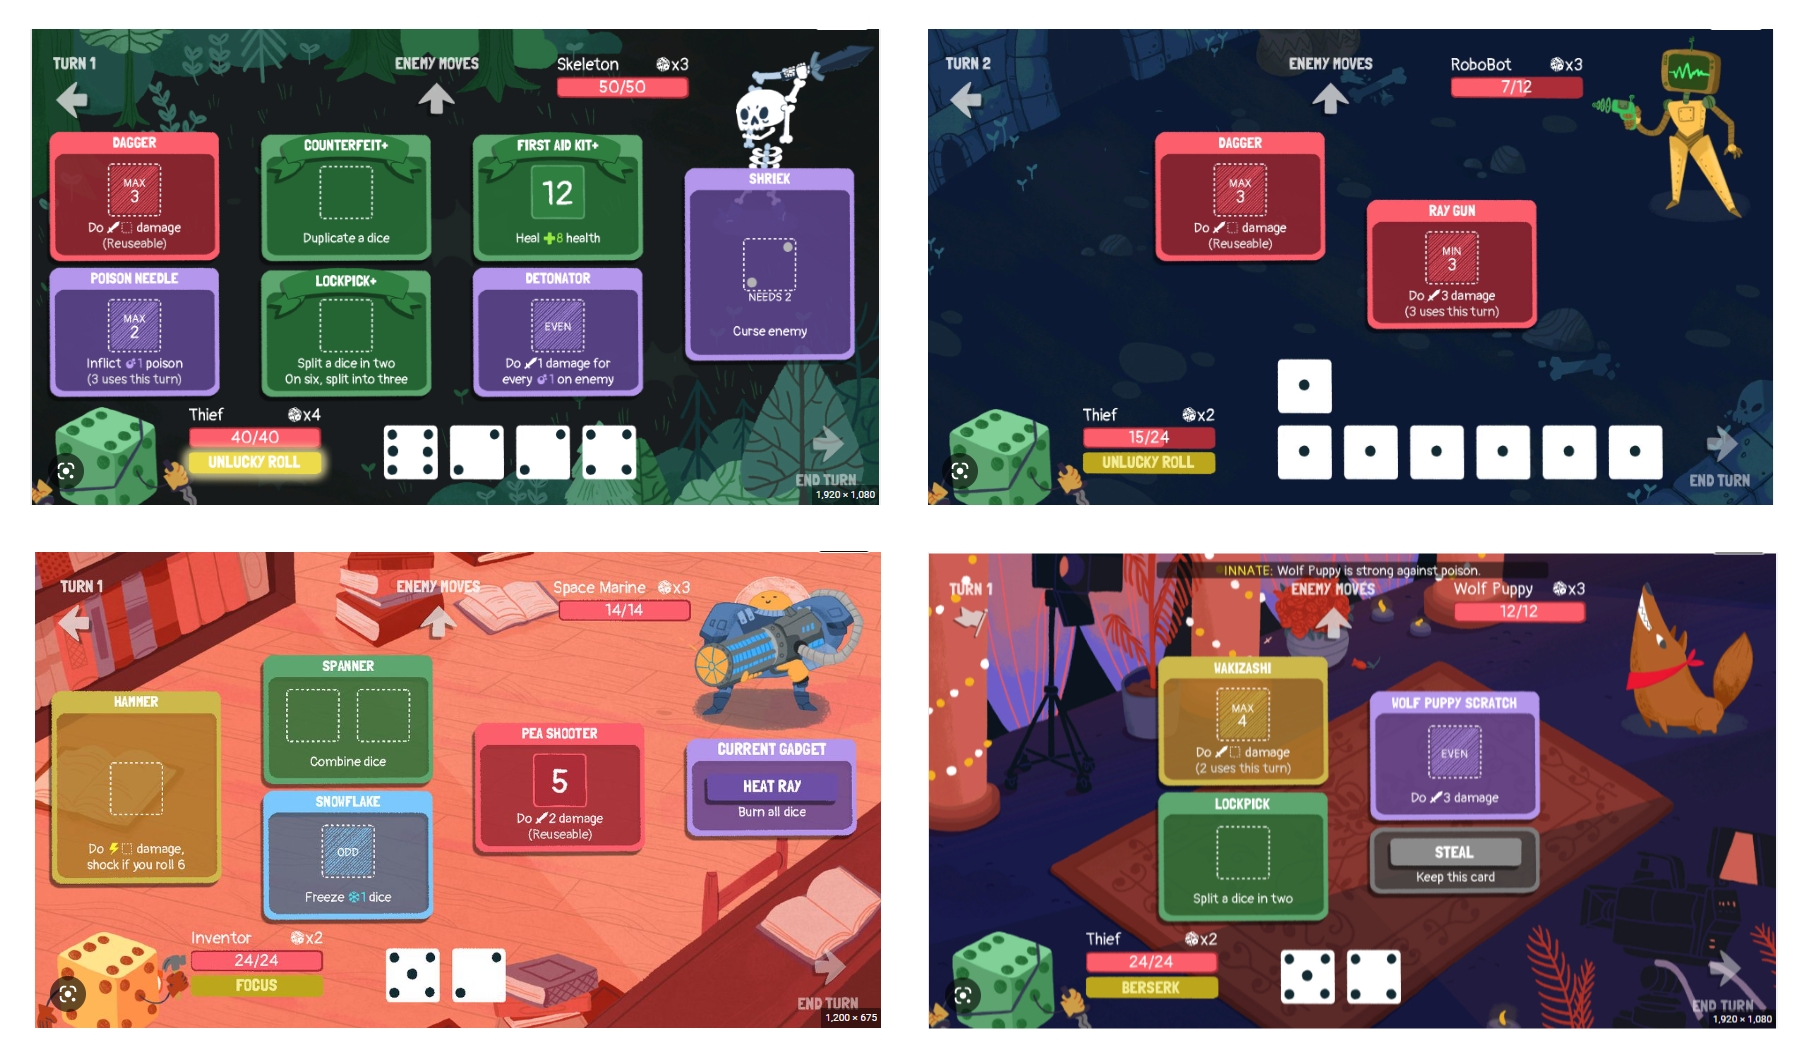 TURN 1
ENEMY MOVES
Skeleton x3
50/50
DAGGER
MAX
3
Do damage
(Reuseable)
COUNTERFEIT+
Duplicate a dice
FIRST AID KIT+
12
Heal 8 health
SHRIEK
NEEDS 2
Curse enemy
POISON NEEDLE
MAX
2
Inflict 1 poison
(3 uses this turn)
LOCKPICK+
Split a dice in two
On six, split into three
DETONATOR
EVEN
Do 1 damage for
every 1 on enemy
Thief x4
40/40
UNLUCKY ROLL
END TURN
1,920 × 1,080
TURN 2
ENEMY MOVES
RoboBot x3
7/12
DAGGER
MAX
3
Do damage
(Reuseable)
RAY GUN
MIN
3
Do 3 damage
(3 uses this turn)
Thief x2
15/24
UNLUCKY ROLL
END TURN
TURN 1
ENEMY MOVES
Space Marine x3
14/14
HAMMER
Do damage,
shock if you roll 6
SPANNER
Combine dice
SNOWFLAKE
ODD
Freeze 1 dice
PEA SHOOTER
5
Do 2 damage
(Reuseable)
CURRENT GADGET
HEAT RAY
Burn all dice
Inventor x2
24/24
FOCUS
END TURN
1,200 × 675
INNATE: Wolf Puppy is strong against poison.
TURN 1
ENEMY MOVES
Wolf Puppy x3
12/12
WAKIZASHI
MAX
4
Do damage
(2 uses this turn)
WOLF PUPPY SCRATCH
EVEN
Do 3 damage
LOCKPICK
Split a dice in two
STEAL
Keep this card
Thief x2
24/24
BERSERK
END TURN
1,920 × 1,080